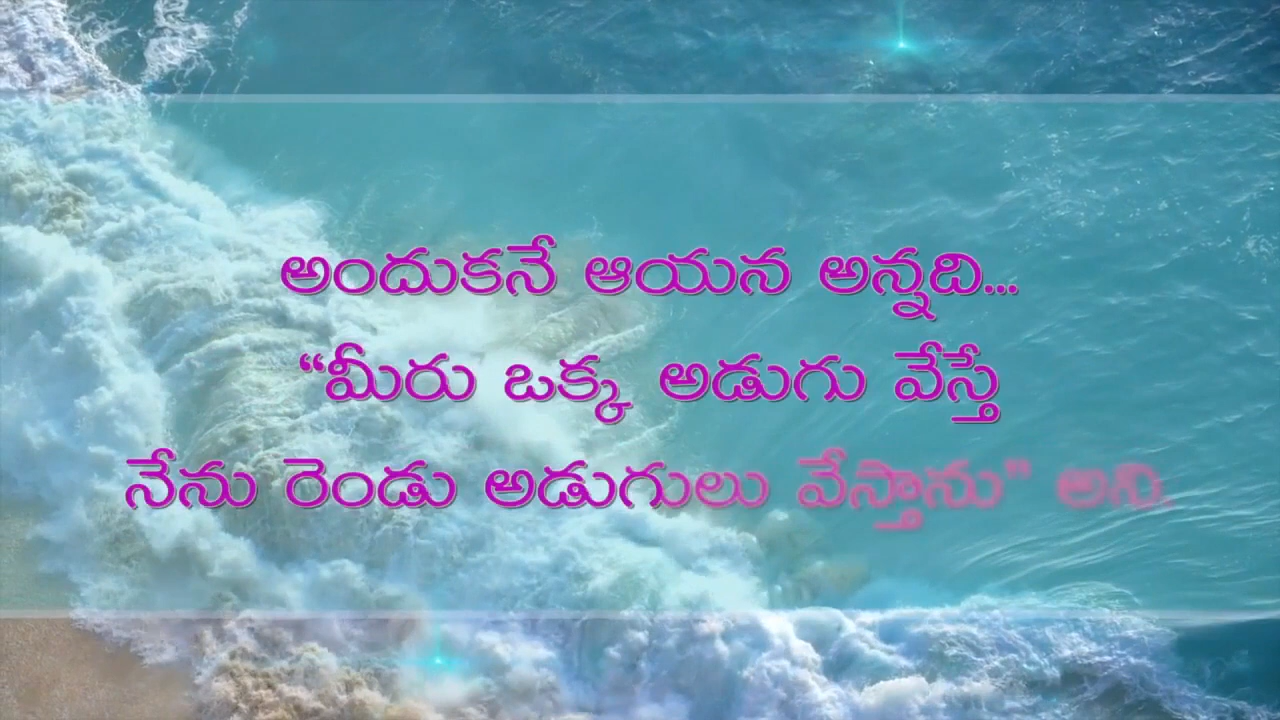 అందుకనే ఆయన అన్నది...
“మీరు ఒక్క అడుగు వేస్తే
నేను రెండు అడుగులు వేస్తాను” అని.